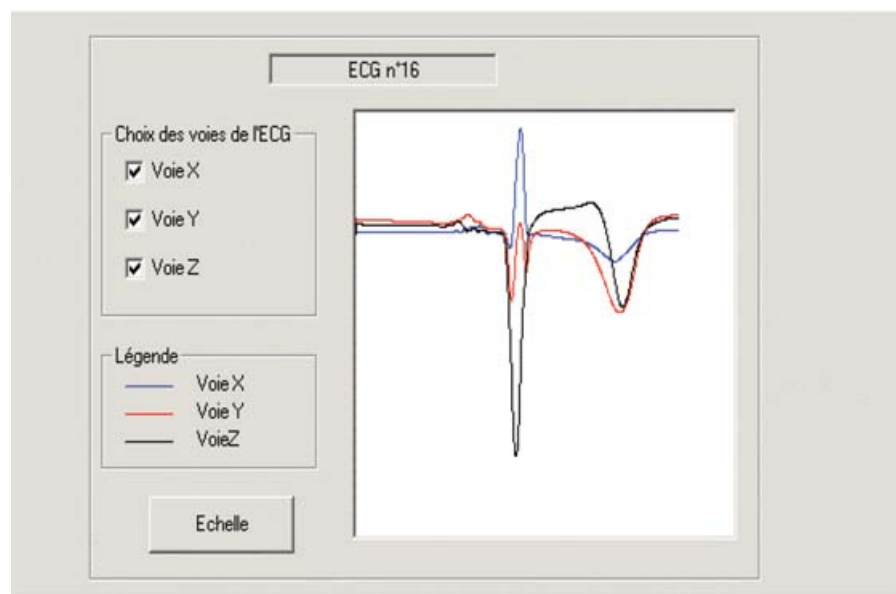 ECG n°16
Choix des voies de l'ECG
Voie X
Voie Y
Voie Z
Légende
Voie X
Voie Y
VoieZ
Echelle